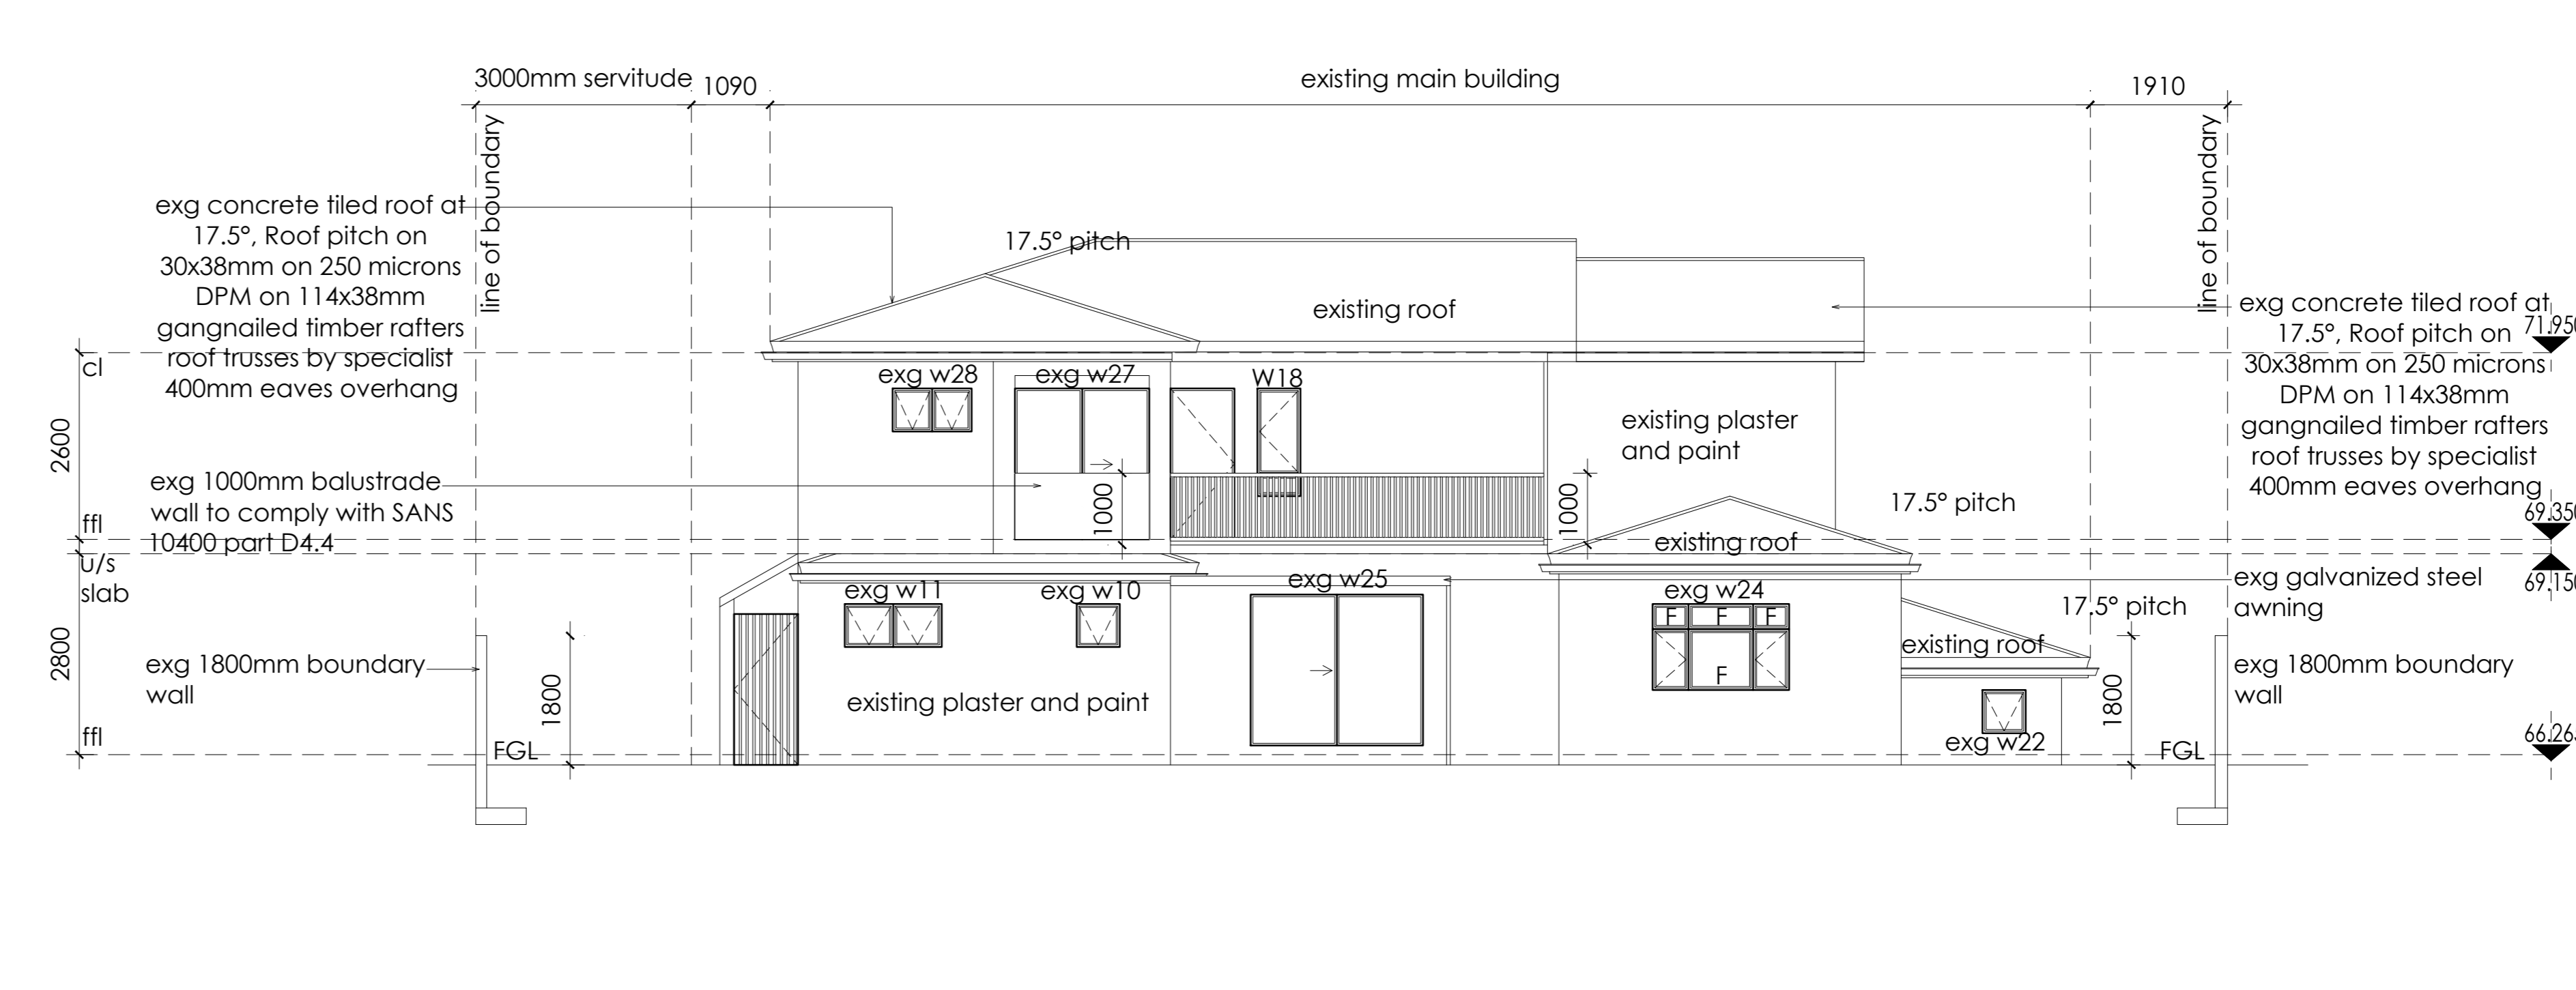 3000mm servitude
1090
existing main building
1910
line of boundary
line of boundary
exg concrete tiled roof at
17.5°, Roof pitch on
30x38mm on 250 microns
DPM on 114x38mm
gangnailed timber rafters
roof trusses by specialist
400mm eaves overhang
17.5° pitch
existing roof
exg concrete tiled roof at
17.5°, Roof pitch on
30x38mm on 250 microns
DPM on 114x38mm
gangnailed timber rafters
roof trusses by specialist
400mm eaves overhang
71.950
cl
2600
exg w28
exg w27
W18
existing plaster
and paint
exg 1000mm balustrade
wall to comply with SANS
10400 part D4.4
1000
1000
17.5° pitch
69.350
ffl
existing roof
u/s
slab
exg w11
exg w10
exg w25
exg w24
exg galvanized steel
awning
69.150
17.5° pitch
F
F
F
F
existing roof
2800
exg 1800mm boundary
wall
1800
existing plaster and paint
1800
exg 1800mm boundary
wall
ffl
FGL
exg w22
FGL